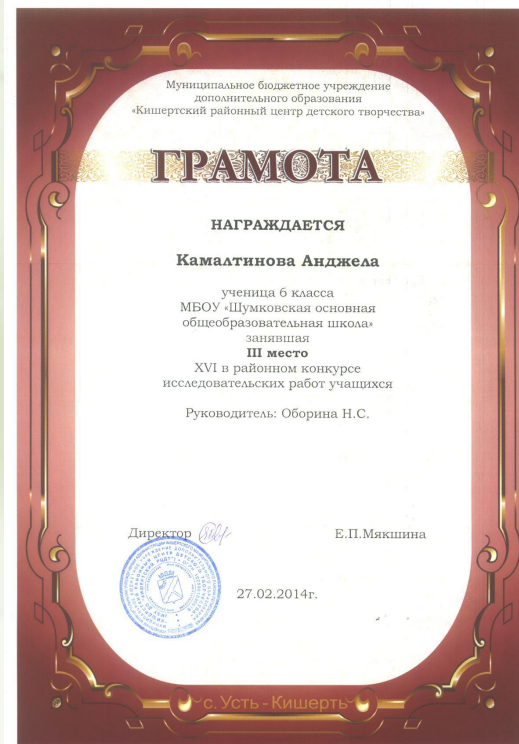 Муниципальное бюджетное учреждение
дополнительного образования
«Кишертский районный центр детского творчества»
ГРАМОТА
НАГРАЖДАЕТСЯ
Камалтинова Анджела
ученица 6 класса
МБОУ «Шумковская основная
общеобразовательная школа»
занявшая
III место
XVI в районном конкурсе
исследовательских работ учащихся
Руководитель: Оборина Н.С.
Директор
Е.П.Мякшина
27.02.2014г.
с. Усть - Кишерть